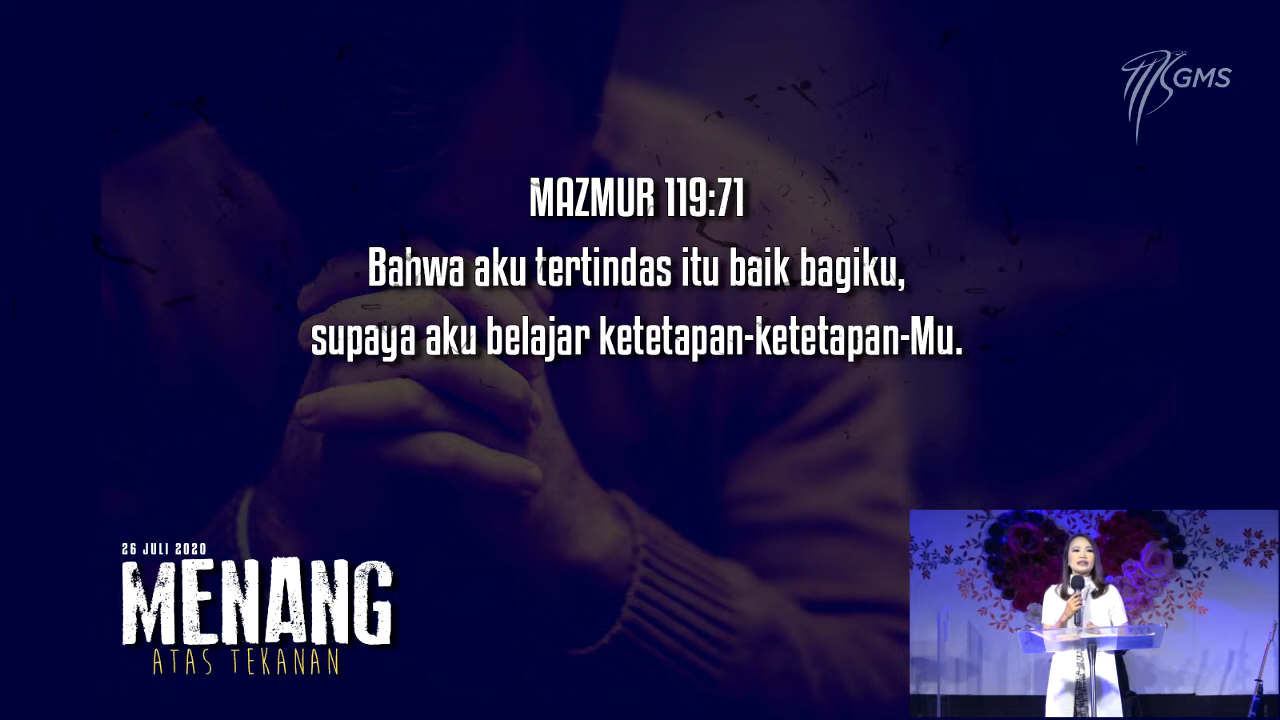 GMS
MAZMUR 119:71
Bahwa aku tertindas itu baik bagiku,
supaya aku belajar ketetapan-ketetapan-Mu.
26 JULI 2020
MENANG
ATAS TEKANAN